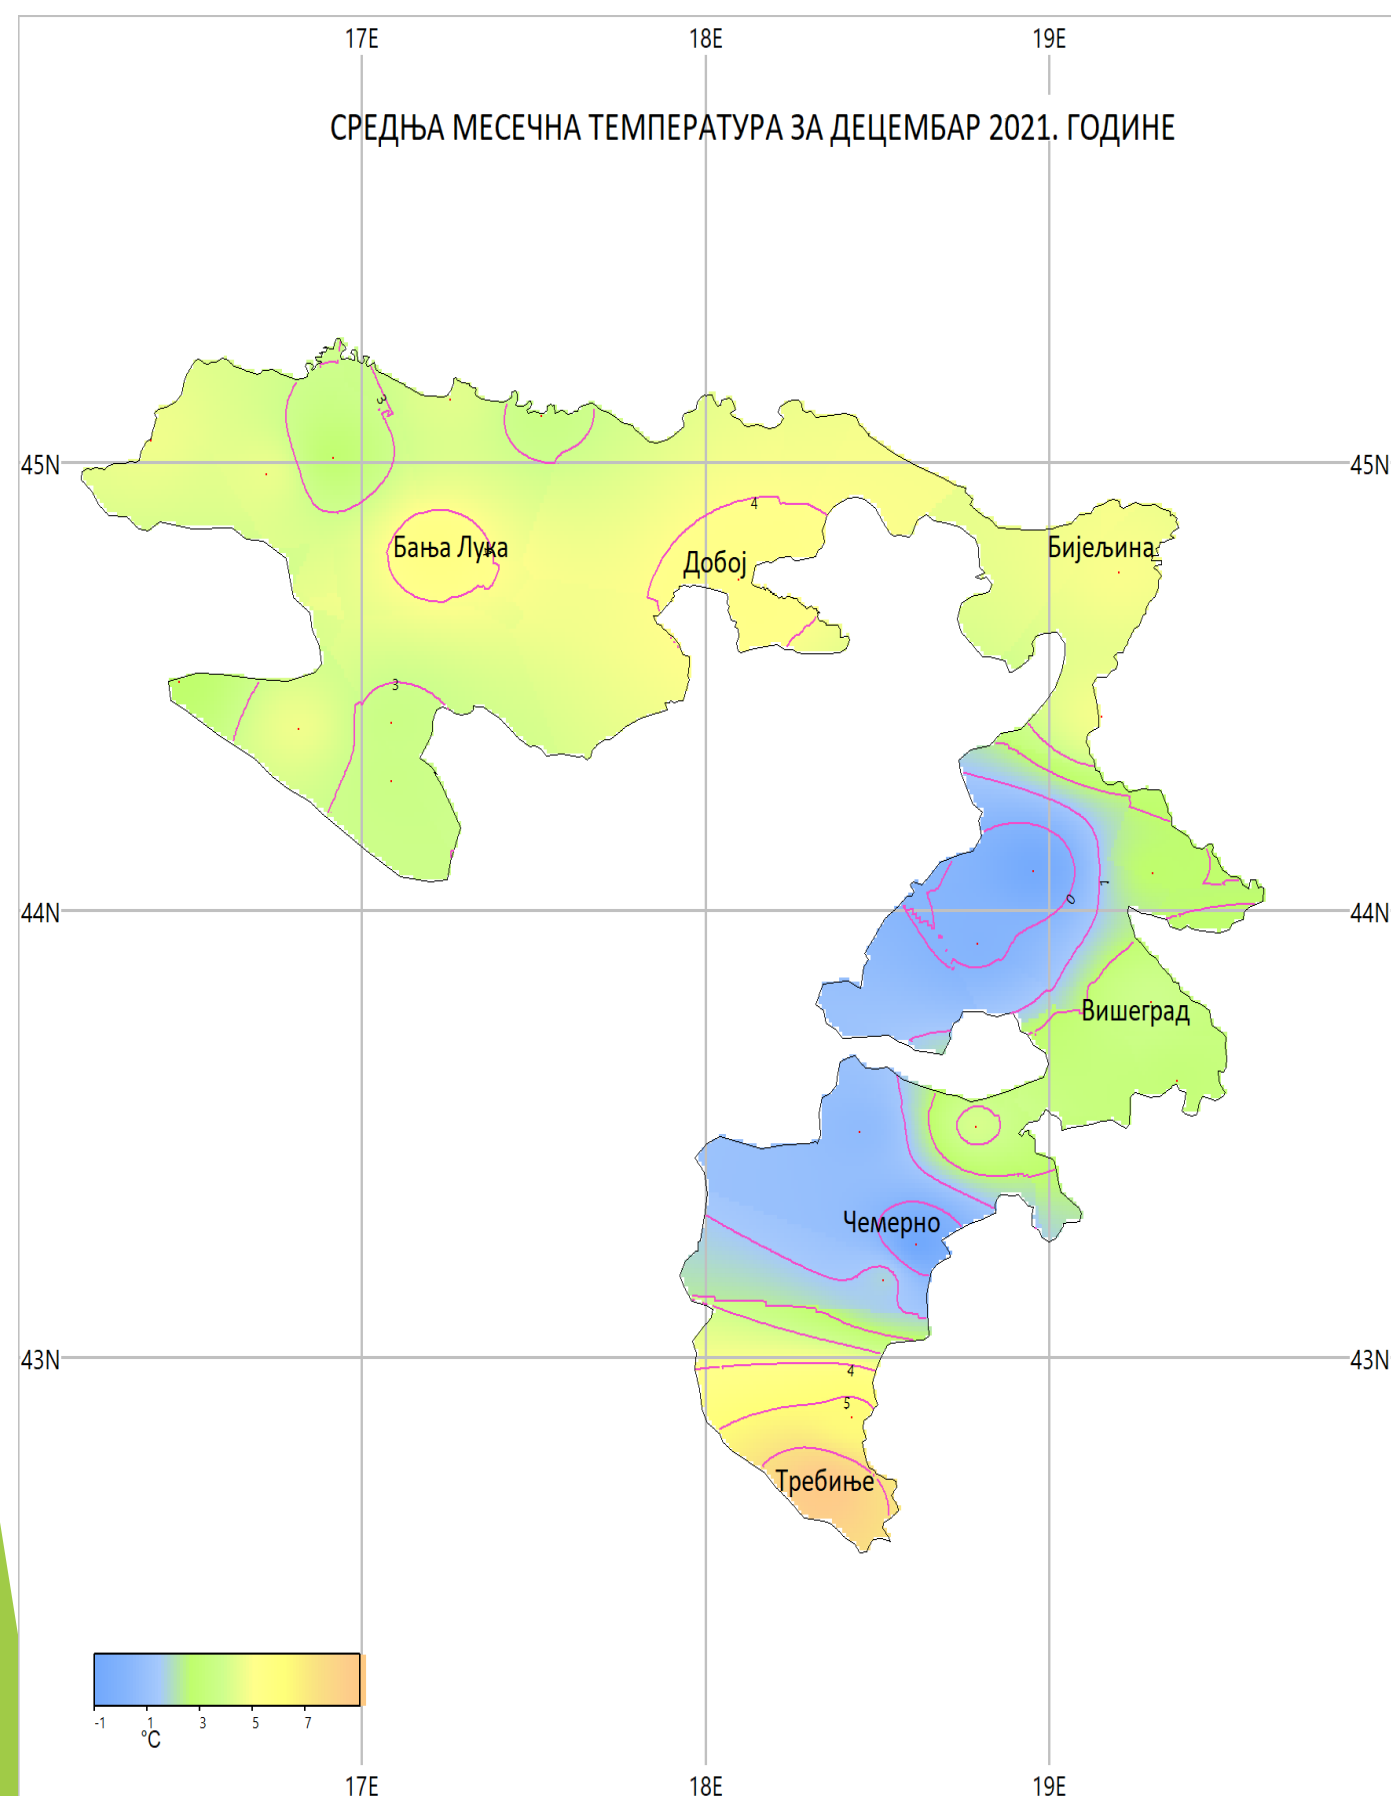 17E 18E 19E
СРЕДЊА МЕСЕЧНА ТЕМПЕРАТУРА ЗА ДЕЦЕМБАР 2021. ГОДИНЕ
3
45N 45N
4
Бања Лука Добој Бијељина
3
1
0
44N 44N
Вишеград
Чемерно
43N 43N
4
5
Требиње
-1 1 3 5 7
°C
17E 18E 19E